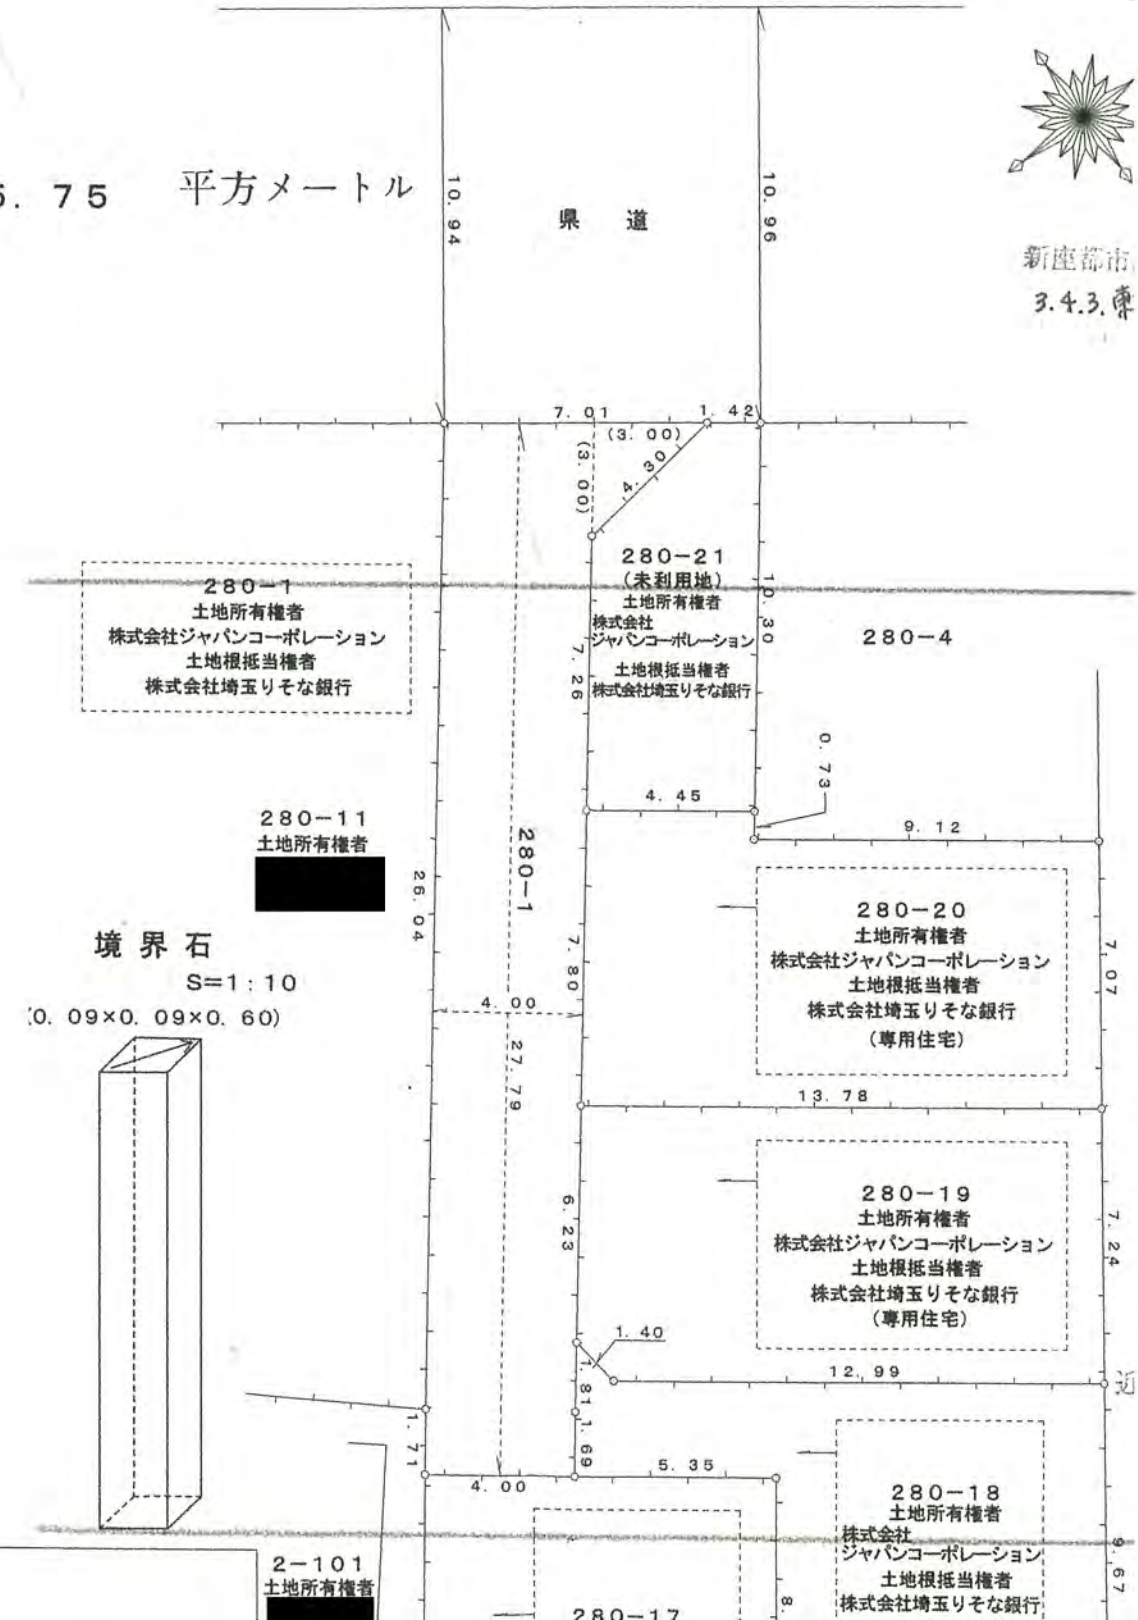 5. 75 平方メートル
10. 94
県 道
10. 96
新座都市
3.4.3.東
7. 01
1. 42
(3. 00)
(3. 00)
4. 30
280-21
(未利用地)
土地所有権者
株式会社
ジャパンコーポレーション
土地根抵当権者
株式会社埼玉りそな銀行
10. 30
7. 26
280-4
280-1
土地所有権者
株式会社ジャパンコーポレーション
土地根抵当権者
株式会社埼玉りそな銀行
0. 73
4. 45
9. 12
280-11
土地所有権者
280-1
26. 04
7. 80
境 界 石
S=1:10
(0. 09×0. 09×0. 60)
4. 00
27. 79
280-20
土地所有権者
株式会社ジャパンコーポレーション
土地根抵当権者
株式会社埼玉りそな銀行
(専用住宅)
7. 07
13. 78
6. 23
280-19
土地所有権者
株式会社ジャパンコーポレーション
土地根抵当権者
株式会社埼玉りそな銀行
(専用住宅)
7. 24
1. 40
12. 99
1. 81
1. 69
1. 71
4. 00
5. 35
280-18
土地所有権者
株式会社
ジャパンコーポレーション
土地根抵当権者
株式会社埼玉りそな銀行
9. 67
2-101
土地所有権者
280-17
8.